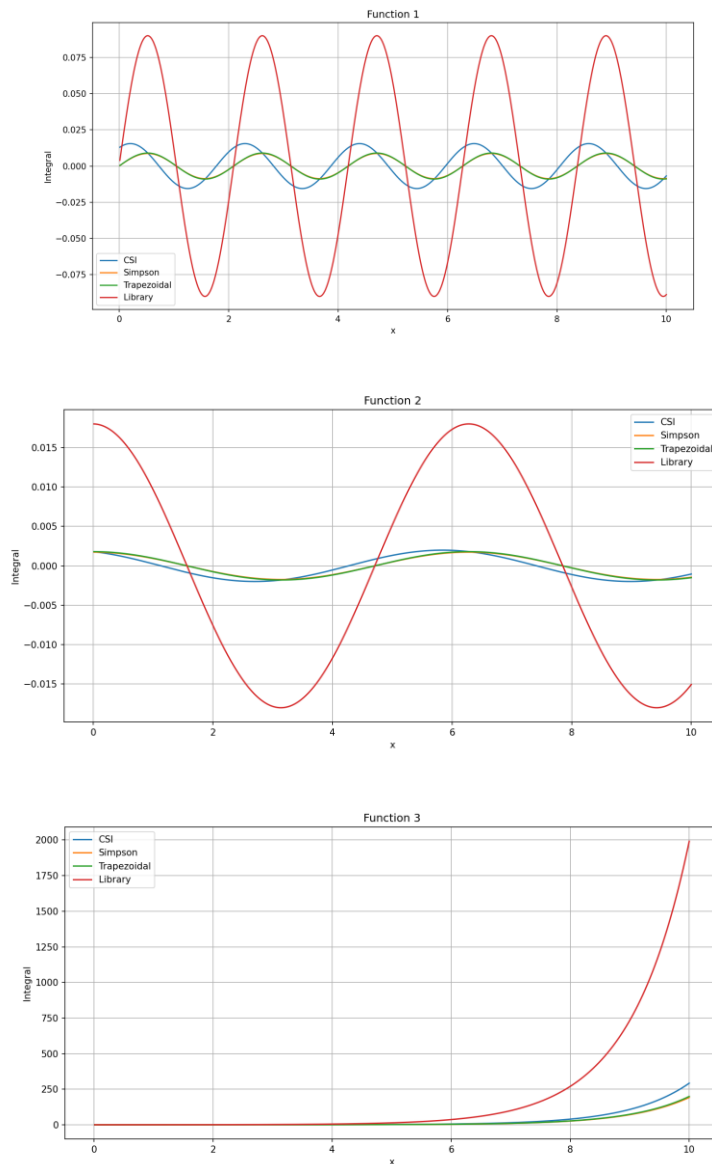 Function 1
0.075
0.050
0.025
0.000
−0.025
−0.050
−0.075
Integral
CSI
Simpson
Trapezoidal
Library
0 2 4 6 8 10
x
Function 2
0.015
0.010
0.005
0.000
−0.005
−0.010
−0.015
Integral
CSI
Simpson
Trapezoidal
Library
0 2 4 6 8 10
x
Function 3
2000
1750
1500
1250
1000
750
500
250
0
Integral
CSI
Simpson
Trapezoidal
Library
0 2 4 6 8 10
x